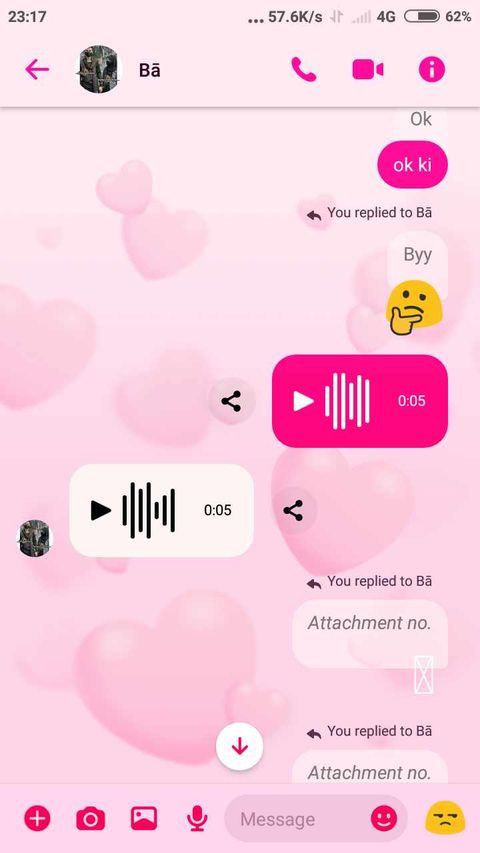 23:17 ... 57.6K/s 4G 62%
Bā
Ok
ok ki
You replied to Bā
Byy
0:05
0:05
You replied to Bā
Attachment no.
You replied to Bā
Attachment no.
Message